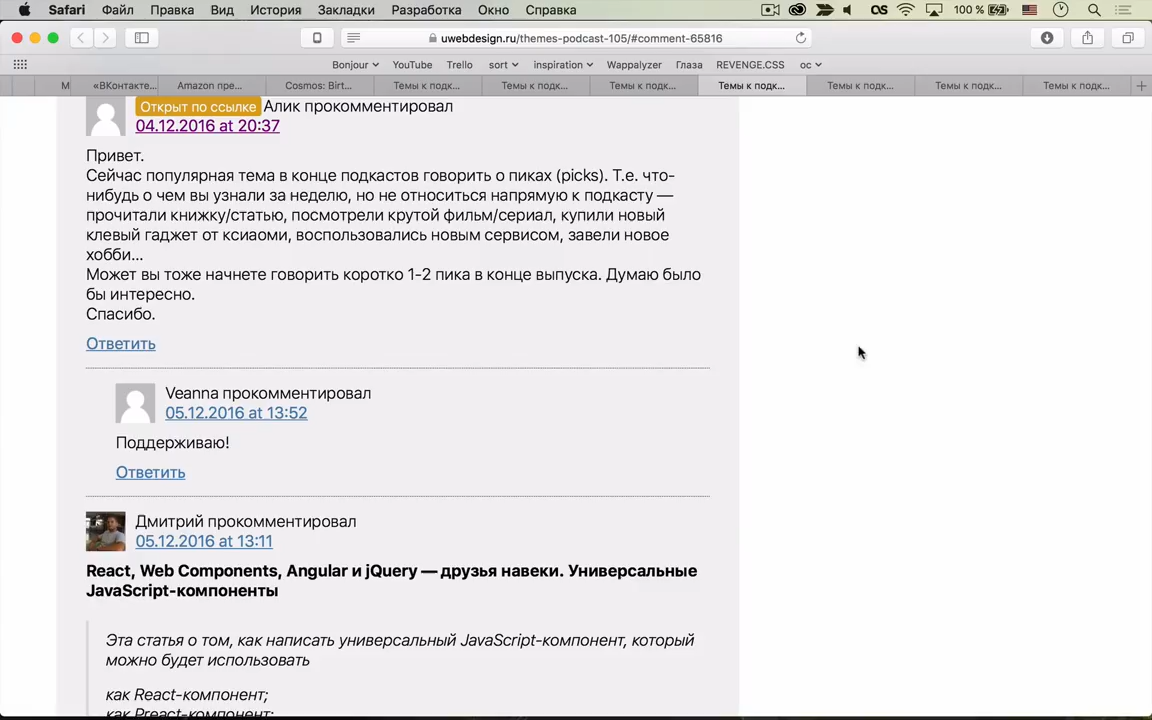 Safari Файл Правка Вид История Закладки Разработка Окно Справка 100 %
uwebdesign.ru/themes-podcast-105/#comment-65816
Bonjour YouTube Trello sort inspiration Wappalyzer Глаза REVENGE.CSS ос
М «ВКонтакте... Amazon пре... Cosmos: Birt... Темы к подк... Темы к подк... Темы к подк... Темы к подк... Темы к подк... Темы к подк... Темы к подк...
Открыт по ссылке Алик прокомментировал
04.12.2016 at 20:37
Привет.
Сейчас популярная тема в конце подкастов говорить о пиках (picks). Т.е. что-
нибудь о чем вы узнали за неделю, но не относиться напрямую к подкасту —
прочитали книжку/статью, посмотрели крутой фильм/сериал, купили новый
клевый гаджет от ксиаоми, воспользовались новым сервисом, завели новое
хобби...
Может вы тоже начнете говорить коротко 1-2 пика в конце выпуска. Думаю было
бы интересно.
Спасибо.
Ответить
Veanna прокомментировал
05.12.2016 at 13:52
Поддерживаю!
Ответить
Дмитрий прокомментировал
05.12.2016 at 13:11
React, Web Components, Angular и jQuery — друзья навеки. Универсальные
JavaScript-компоненты
Эта статья о том, как написать универсальный JavaScript-компонент, который
можно будет использовать
как React-компонент;
как Preact-компонент;